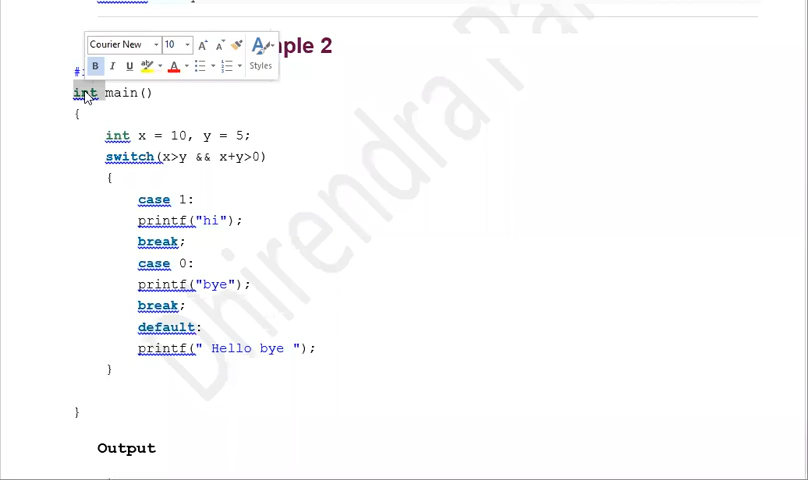 Courier New 10
B I U Styles
ple 2
#i
int main()
{
int x = 10, y = 5;
switch(x>y && x+y>0)
{
case 1:
printf("hi");
break;
case 0:
printf("bye");
break;
default:
printf(" Hello bye ");
}
}
Output
Dhirendra